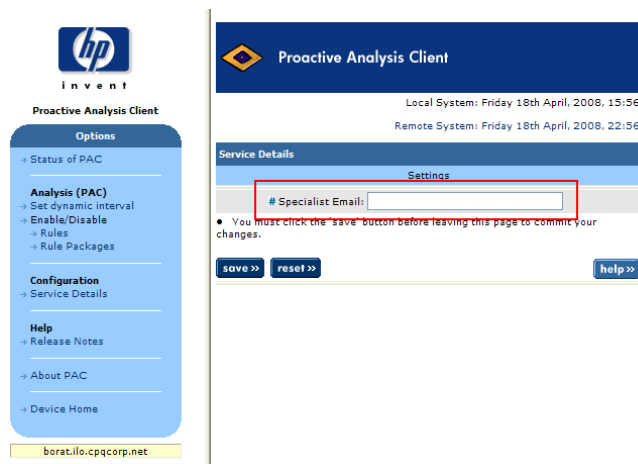 hp
invent
Proactive Analysis Client
Options
→ Status of PAC
Analysis (PAC)
→ Set dynamic interval
→ Enable/Disable
→ Rules
→ Rule Packages
Configuration
→ Service Details
Help
→ Release Notes
→ About PAC
→ Device Home
borat.ilo.cpqcorp.net
Proactive Analysis Client
Local System: Friday 18th April, 2008, 15:56
Remote System: Friday 18th April, 2008, 22:56
Service Details
Settings
# Specialist Email:
• You must click the 'save' button before leaving this page to commit your
changes.
save » reset » help »